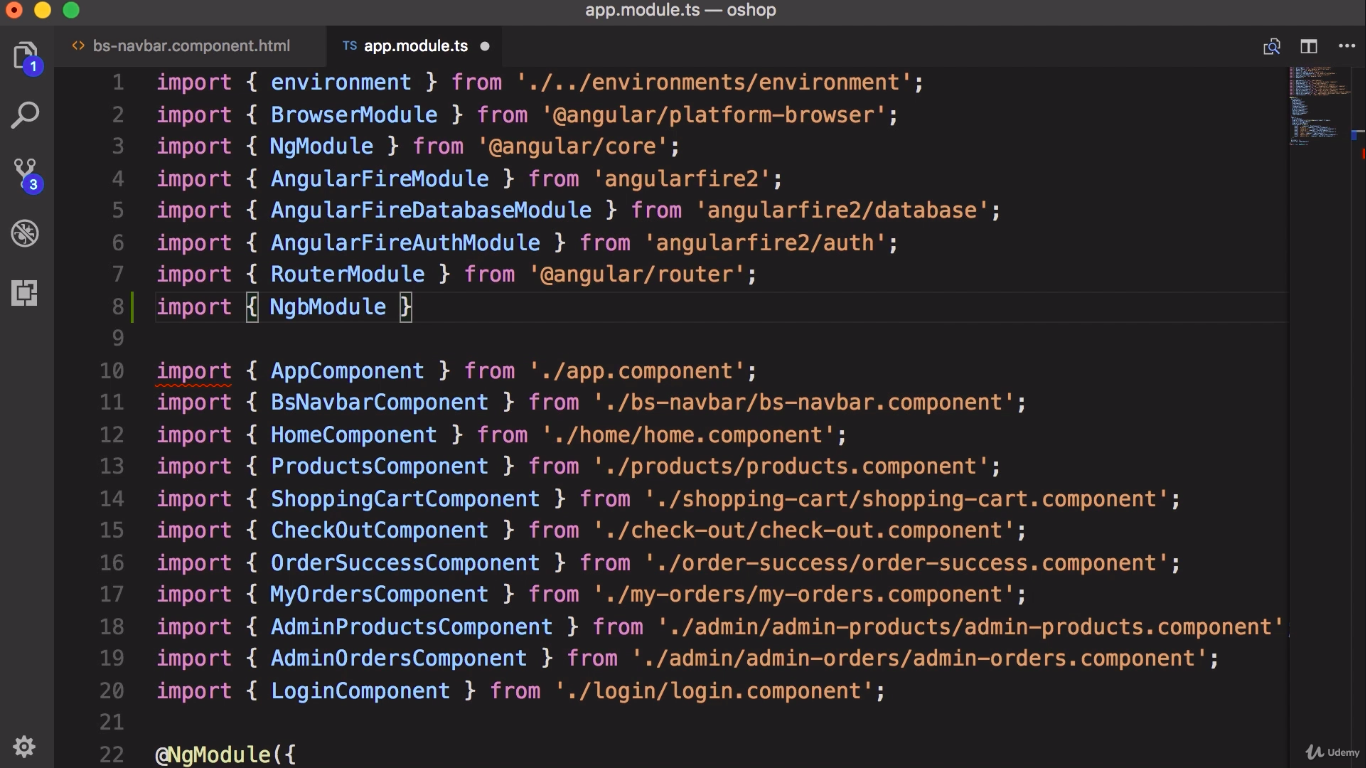 app.module.ts — oshop
<> bs-navbar.component.html
TS app.module.ts
1
3
1 import { environment } from './../environments/environment';
2 import { BrowserModule } from '@angular/platform-browser';
3 import { NgModule } from '@angular/core';
4 import { AngularFireModule } from 'angularfire2';
5 import { AngularFireDatabaseModule } from 'angularfire2/database';
6 import { AngularFireAuthModule } from 'angularfire2/auth';
7 import { RouterModule } from '@angular/router';
8 import { NgbModule }
9
10 import { AppComponent } from './app.component';
11 import { BsNavbarComponent } from './bs-navbar/bs-navbar.component';
12 import { HomeComponent } from './home/home.component';
13 import { ProductsComponent } from './products/products.component';
14 import { ShoppingCartComponent } from './shopping-cart/shopping-cart.component';
15 import { CheckOutComponent } from './check-out/check-out.component';
16 import { OrderSuccessComponent } from './order-success/order-success.component';
17 import { MyOrdersComponent } from './my-orders/my-orders.component';
18 import { AdminProductsComponent } from './admin/admin-products/admin-products.component'
19 import { AdminOrdersComponent } from './admin/admin-orders/admin-orders.component';
20 import { LoginComponent } from './login/login.component';
21
22 @NgModule({
Udemy